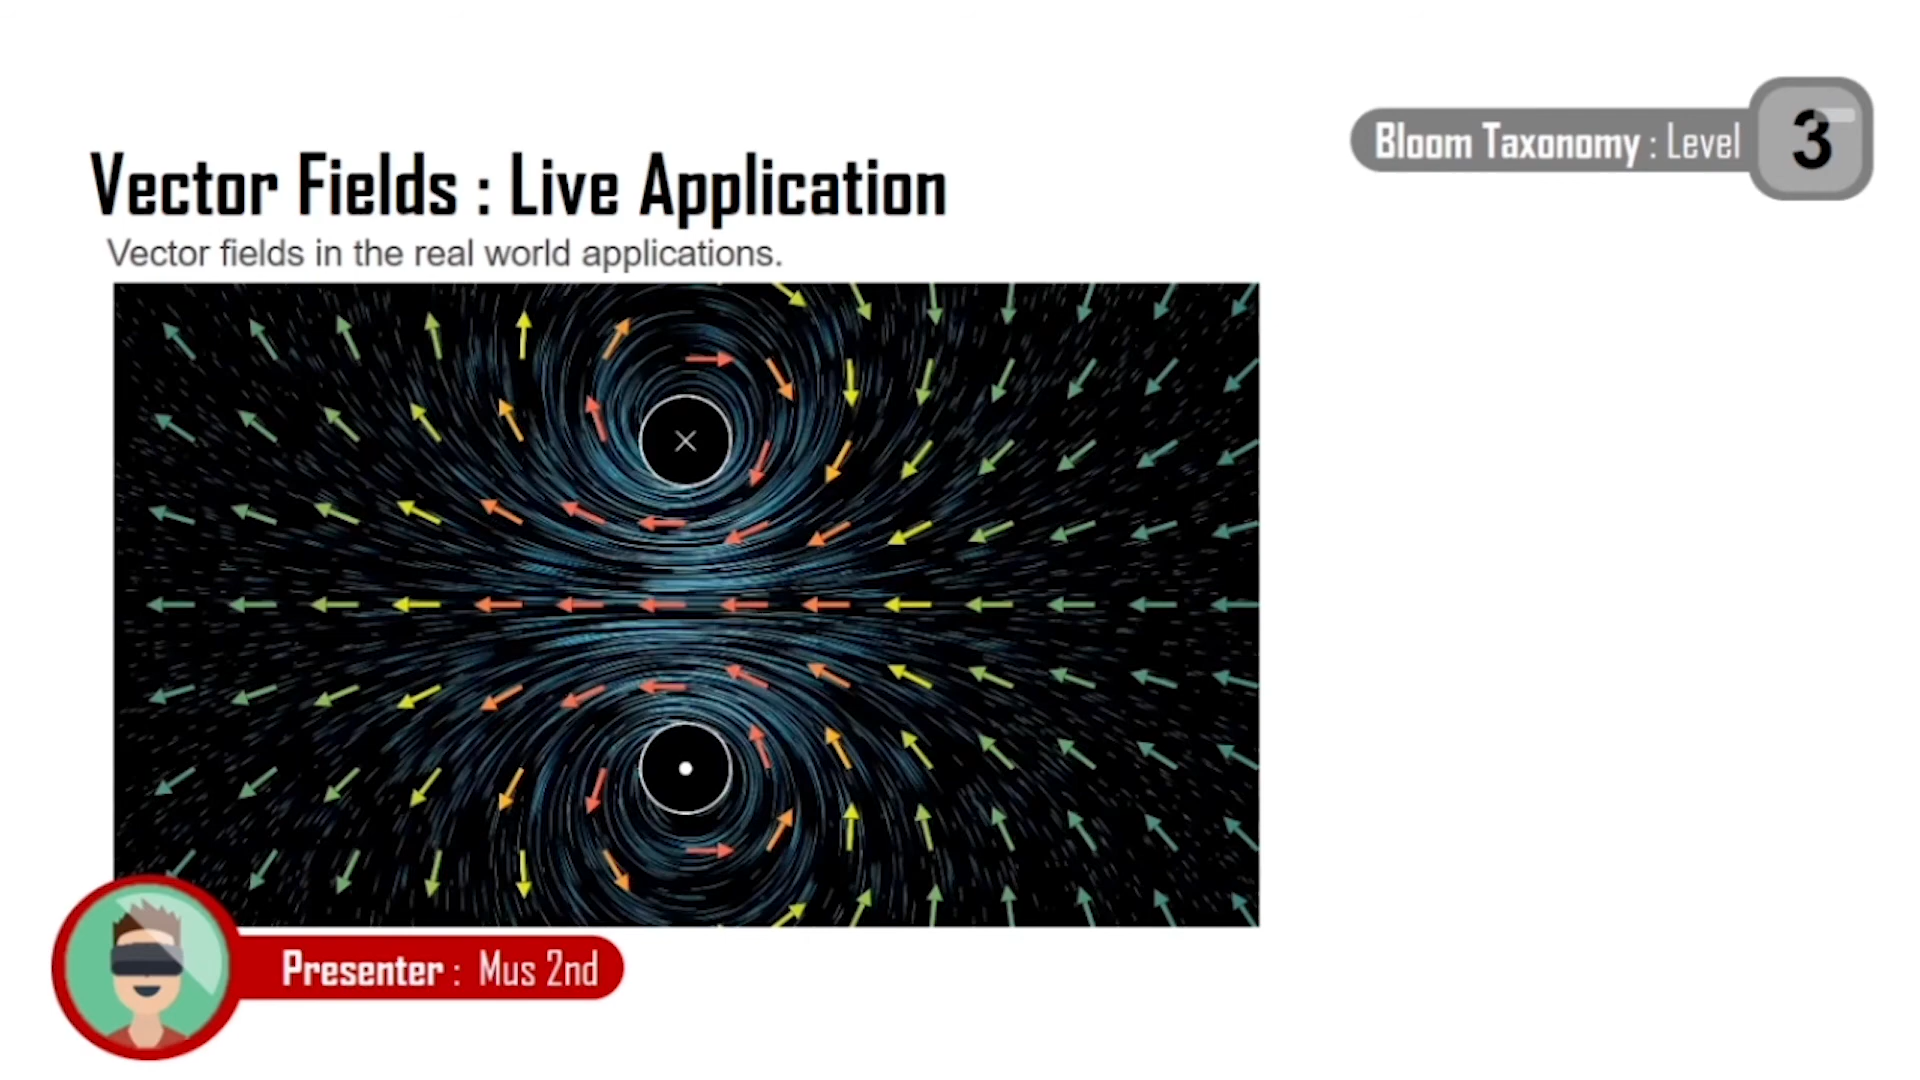 Bloom Taxonomy : Level 3
Vector Fields : Live Application
Vector fields in the real world applications.
Presenter : Mus 2nd